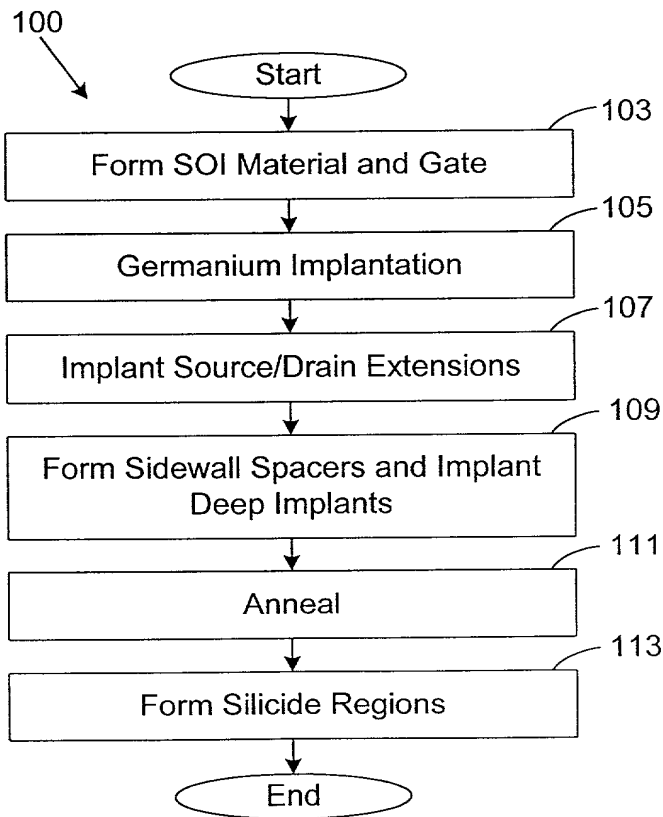 100
Start
103
Form SOI Material and Gate
105
Germanium Implantation
107
Implant Source/Drain Extensions
109
Form Sidewall Spacers and Implant
Deep Implants
111
Anneal
113
Form Silicide Regions
End